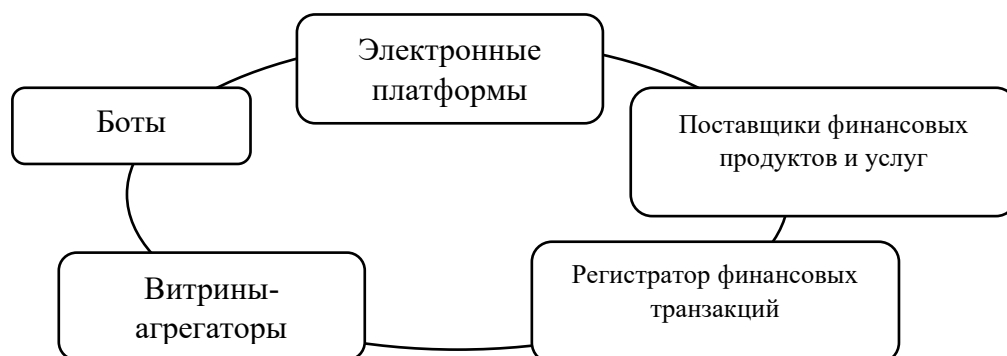 Электронные
платформы
Боты
Поставщики финансовых
продуктов и услуг
Витрины-
агрегаторы
Регистратор финансовых
транзакций